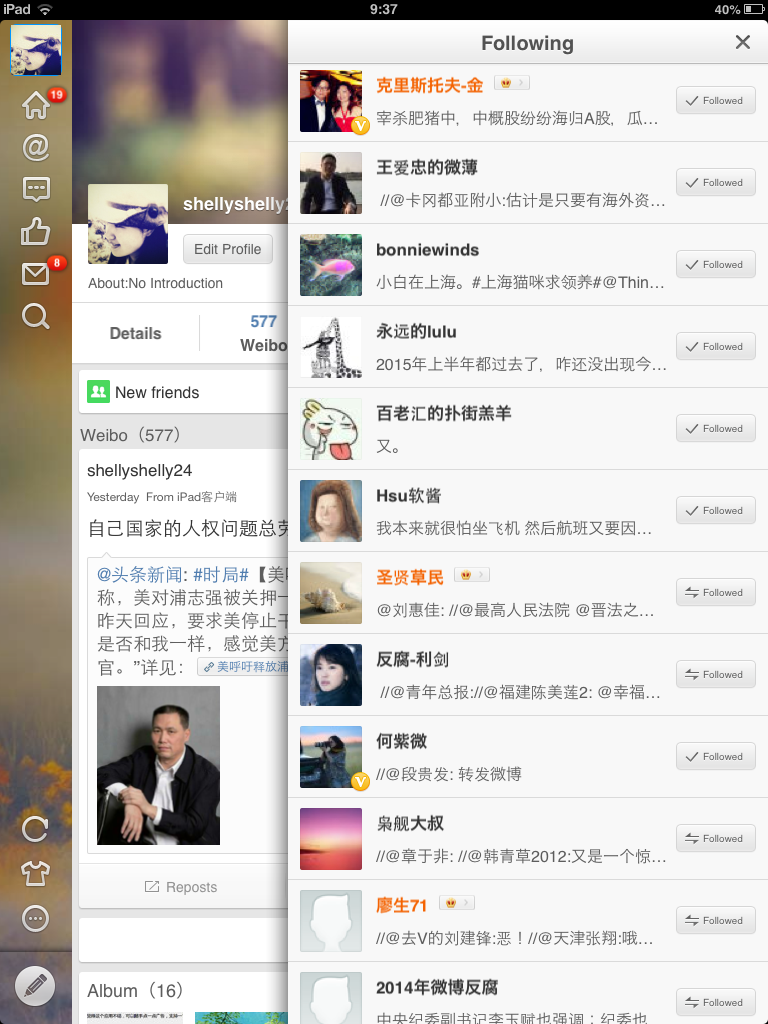 iPad
9:37
40%
19
8
shellyshelly2
Edit Profile
About:No Introduction
Details
577
Weibo
New friends
Weibo（577）
shellyshelly24
Yesterday From iPad客户端
自己国家的人权问题总
@头条新闻: #时局#【美
称，美对浦志强被关押一
昨天回应，要求美停止干
是否和我一样，感觉美方
官。”详见： 美呼吁释放浦
Reposts
Album（16）
Following
克里斯托夫-金
宰杀肥猪中，中概股纷纷海归A股，瓜…
Followed
王爱忠的微薄
//@卡冈都亚附小:估计是只要有海外资…
Followed
bonniewinds
小白在上海。#上海猫咪求领养#@Thin…
Followed
永远的lulu
2015年上半年都过去了，咋还没出现今…
Followed
百老汇的扑街羔羊
又。
Followed
Hsu软酱
我本来就很怕坐飞机 然后航班又要因…
Followed
圣贤草民
@刘惠佳: //@最高人民法院 @晋法之…
Followed
反腐-利剑
//@青年总报://@福建陈美莲2: @幸福…
Followed
何紫微
//@段贵发: 转发微博
Followed
枭舰大叔
//@章于非: //@韩青草2012:又是一个惊…
Followed
廖生71
//@去V的刘建锋:恶！//@天津张翔:哦…
Followed
2014年微博反腐
中央纪委副书记李玉赋也强调：纪委也
Followed